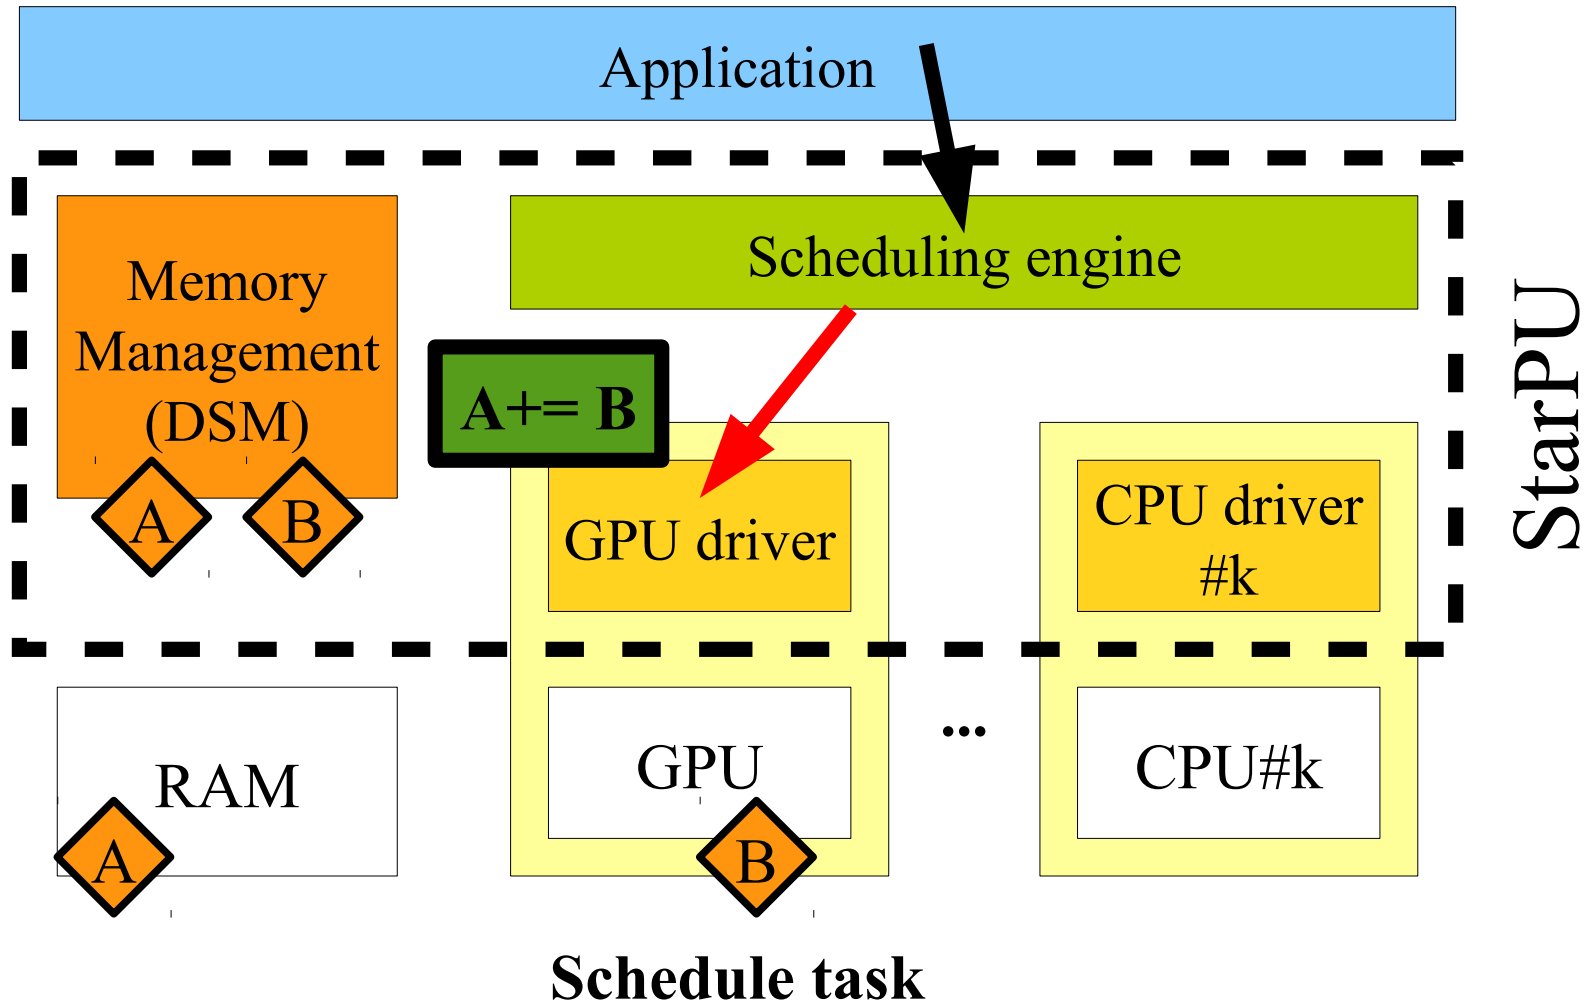 Application
Scheduling engine
Memory
Management
(DSM)
A+= B
A
B
GPU driver
CPU driver
#k
StarPU
RAM
GPU
...
CPU#k
A
B
Schedule task